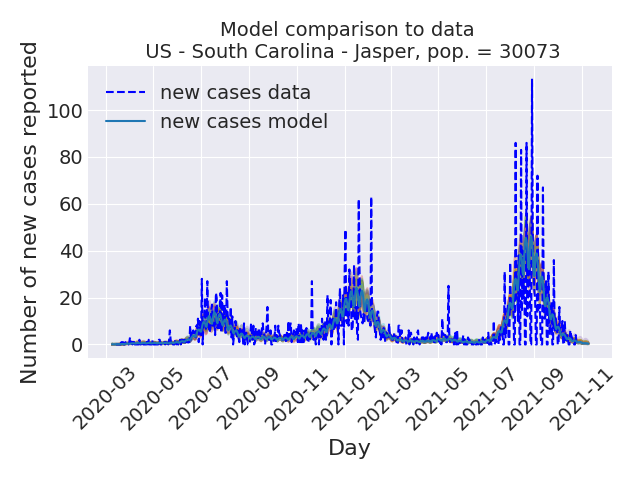 Model comparison to data
US - South Carolina - Jasper, pop. = 30073
Number of new cases reported
100
80
60
40
20
0
new cases data
new cases model
2020-03
2020-05
2020-07
2020-09
2020-11
2021-01
2021-03
2021-05
2021-07
2021-09
2021-11
Day